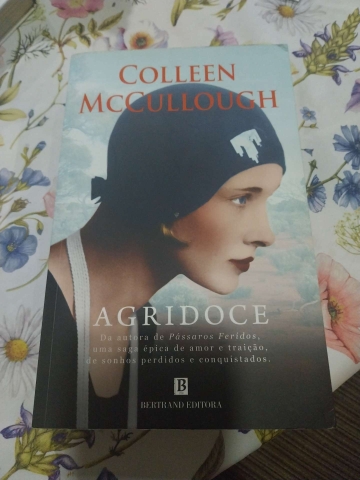 COLLEEN
McCULLOUGH
AGRIDOCE
Da autora de Pássaros Feridos,
uma saga épica de amor e traição,
de sonhos perdidos e conquistados.
B
BERTRAND EDITORA